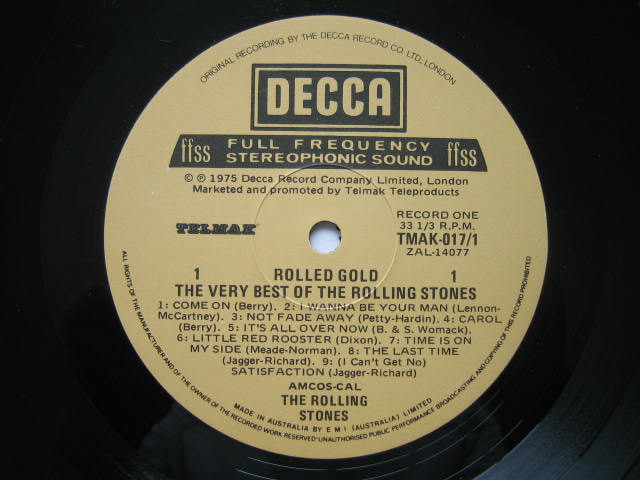 ORIGINAL RECORDING BY THE DECCA RECORD CO. LTD., LONDON
DECCA
ffss FULL FREQUENCY ffss
STEREOPHONIC SOUND
© ℗ 1975 Decca Record Company Limited, London
Marketed and promoted by Telmak Teleproducts
TELMAK
RECORD ONE
33 1/3 R.P.M.
TMAK-017/1
ZAL-14077
1 ROLLED GOLD 1
THE VERY BEST OF THE ROLLING STONES
1: COME ON (Berry). 2: I WANNA BE YOUR MAN (Lennon-
McCartney). 3: NOT FADE AWAY (Petty-Hardin). 4: CAROL
(Berry). 5: IT'S ALL OVER NOW (B. & S. Womack).
6: LITTLE RED ROOSTER (Dixon). 7: TIME IS ON
MY SIDE (Meade-Norman). 8: THE LAST TIME
(Jagger-Richard). 9: (I Can't Get No)
SATISFACTION (Jagger-Richard)
AMCOS-CAL
THE ROLLING
STONES
MADE IN AUSTRALIA BY E M I (AUSTRALIA) LIMITED
ALL RIGHTS OF THE MANUFACTURER AND OF THE OWNER OF THE RECORDED WORK RESERVED · UNAUTHORISED PUBLIC PERFORMANCE BROADCASTING AND COPYING OF THIS RECORD PROHIBITED